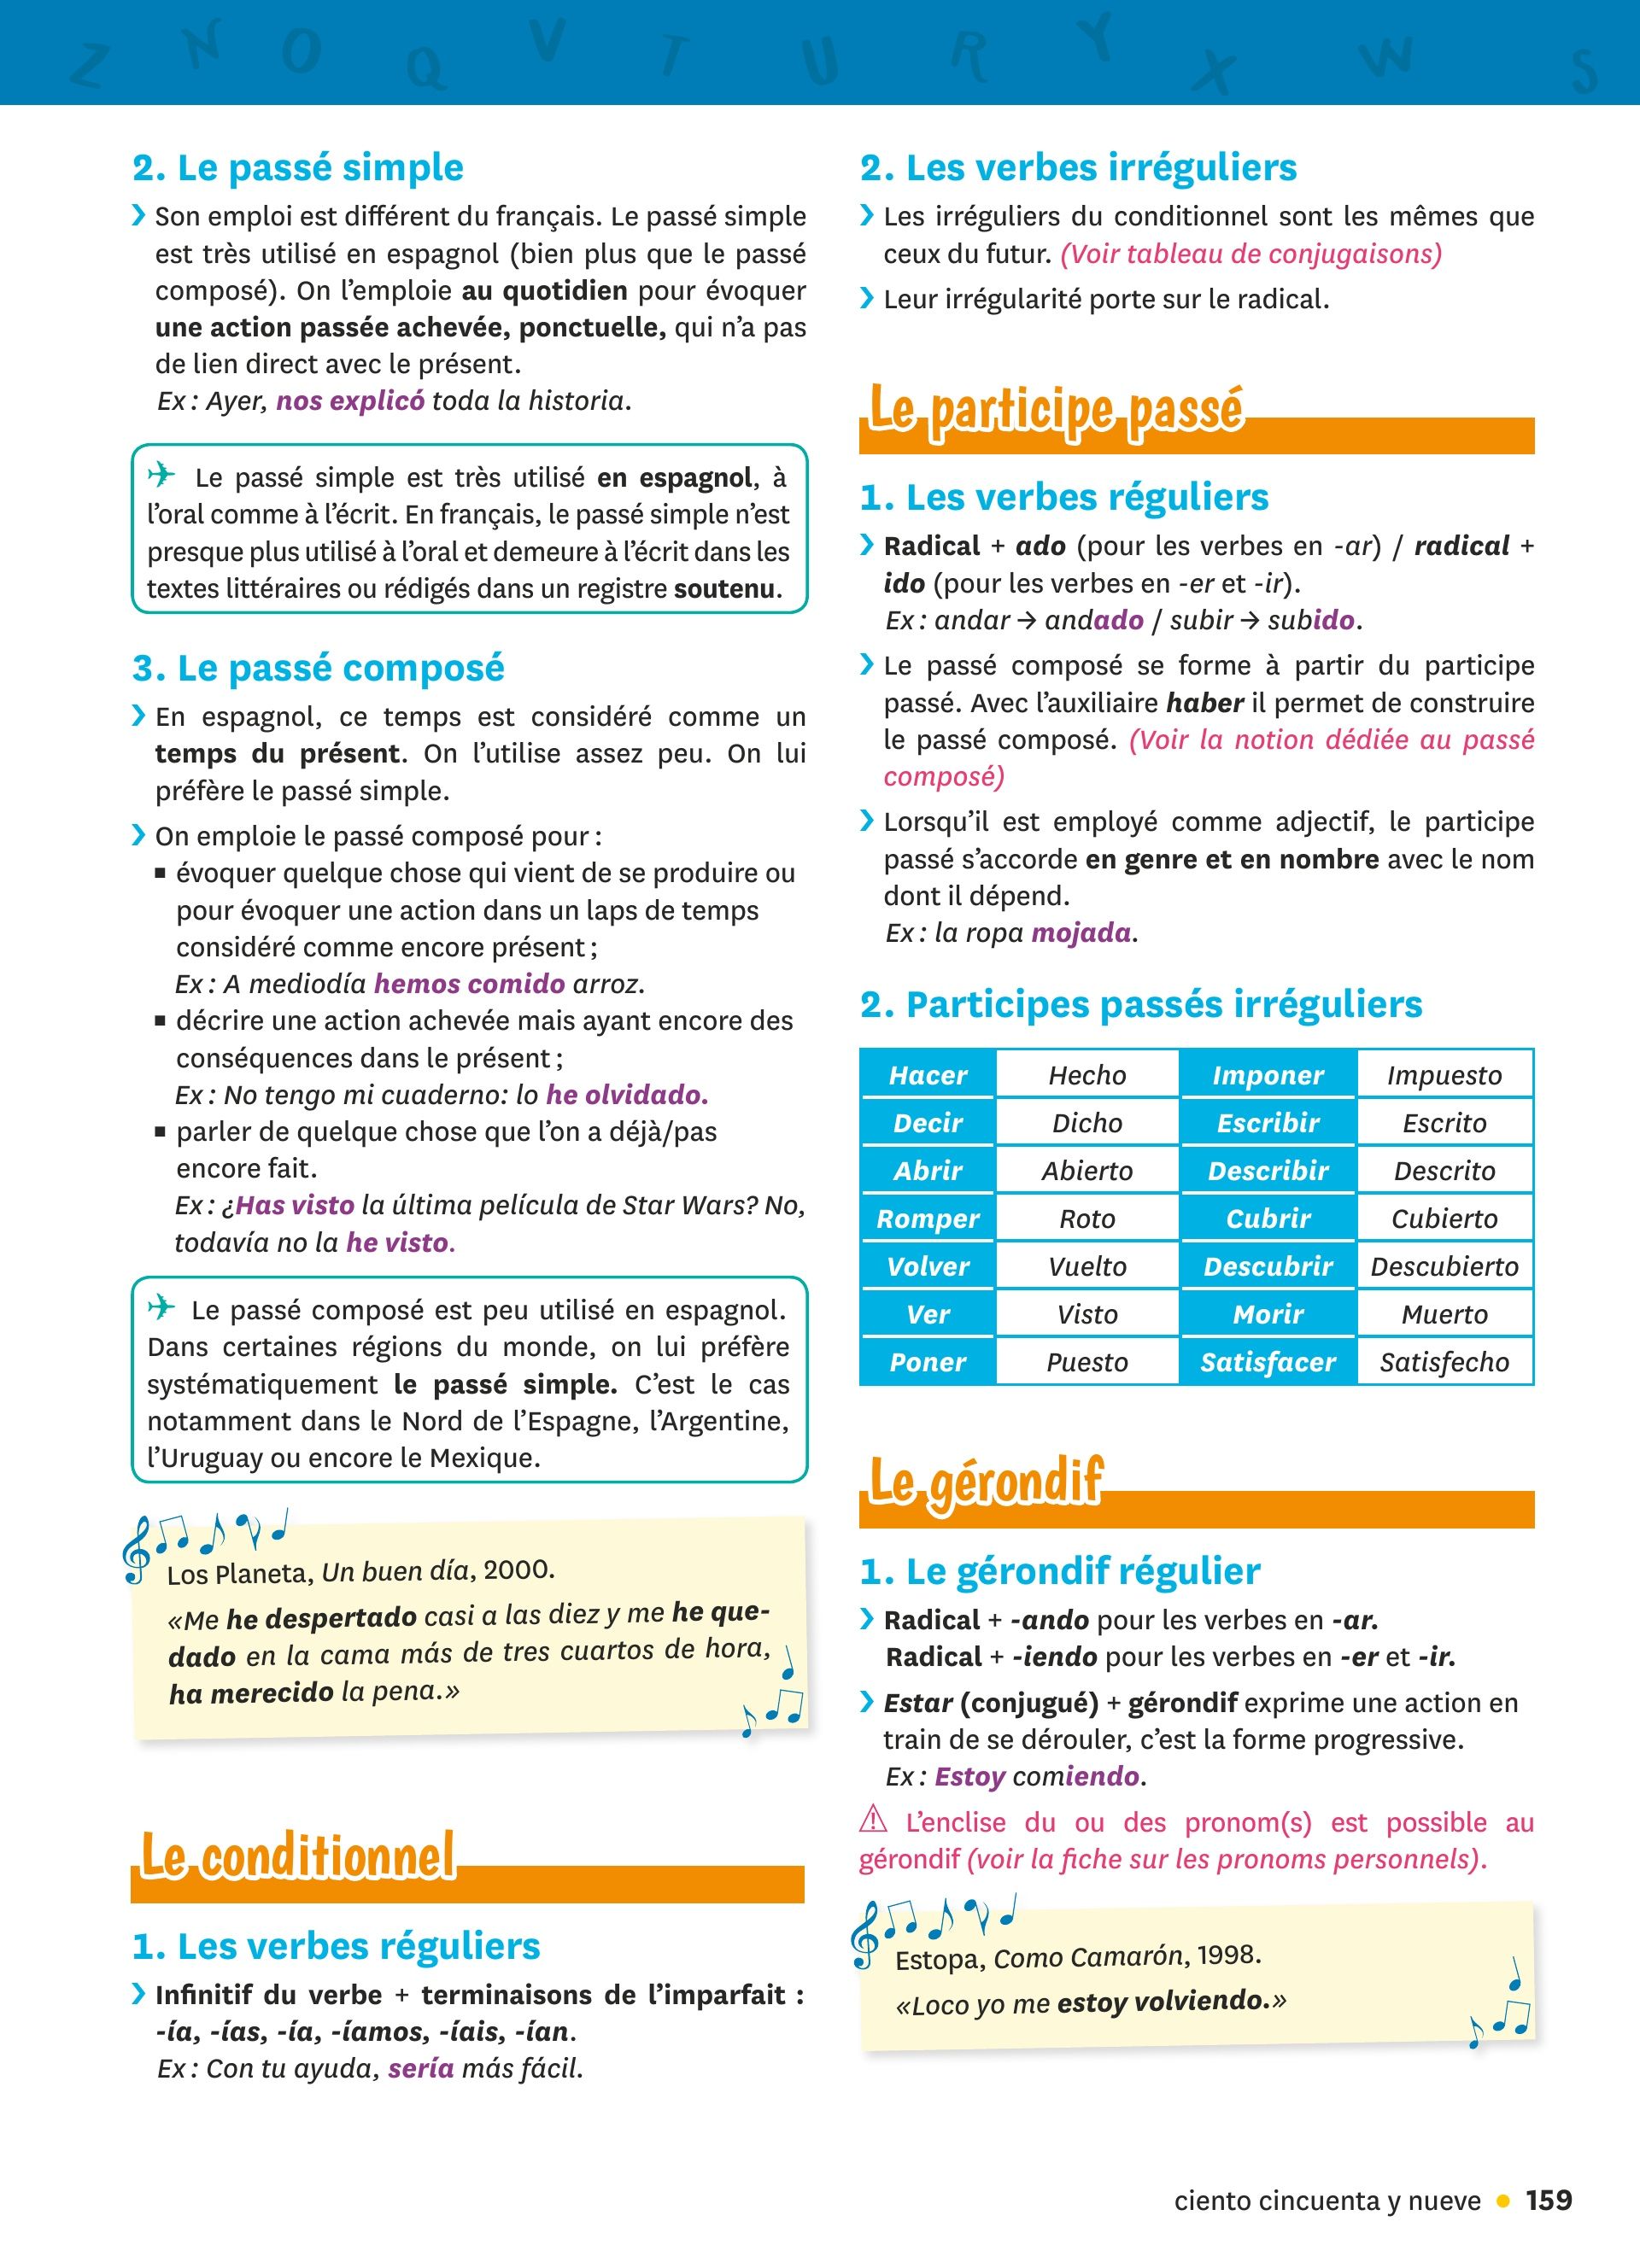 Z N O Q V T U R Y X W S
2. Le passé simple
› Son emploi est différent du français. Le passé simple
est très utilisé en espagnol (bien plus que le passé
composé). On l’emploie au quotidien pour évoquer
une action passée achevée, ponctuelle, qui n’a pas
de lien direct avec le présent.
Ex : Ayer, nos explicó toda la historia.
Le passé simple est très utilisé en espagnol, à
l’oral comme à l’écrit. En français, le passé simple n’est
presque plus utilisé à l’oral et demeure à l’écrit dans les
textes littéraires ou rédigés dans un registre soutenu.
3. Le passé composé
› En espagnol, ce temps est considéré comme un
temps du présent. On l’utilise assez peu. On lui
préfère le passé simple.
› On emploie le passé composé pour :
▪ évoquer quelque chose qui vient de se produire ou
pour évoquer une action dans un laps de temps
considéré comme encore présent ;
Ex : A mediodía hemos comido arroz.
▪ décrire une action achevée mais ayant encore des
conséquences dans le présent ;
Ex : No tengo mi cuaderno: lo he olvidado.
▪ parler de quelque chose que l’on a déjà/pas
encore fait.
Ex : ¿Has visto la última película de Star Wars? No,
todavía no la he visto.
Le passé composé est peu utilisé en espagnol.
Dans certaines régions du monde, on lui préfère
systématiquement le passé simple. C’est le cas
notamment dans le Nord de l’Espagne, l’Argentine,
l’Uruguay ou encore le Mexique.
Los Planeta, Un buen día, 2000.
«Me he despertado casi a las diez y me he que-
dado en la cama más de tres cuartos de hora,
ha merecido la pena.»
Le conditionnel
1. Les verbes réguliers
› Infinitif du verbe + terminaisons de l’imparfait :
-ía, -ías, -ía, -íamos, -íais, -ían.
Ex : Con tu ayuda, sería más fácil.
2. Les verbes irréguliers
› Les irréguliers du conditionnel sont les mêmes que
ceux du futur. (Voir tableau de conjugaisons)
› Leur irrégularité porte sur le radical.
Le participe passé
1. Les verbes réguliers
› Radical + ado (pour les verbes en -ar) / radical +
ido (pour les verbes en -er et -ir).
Ex : andar → andado / subir → subido.
› Le passé composé se forme à partir du participe
passé. Avec l’auxiliaire haber il permet de construire
le passé composé. (Voir la notion dédiée au passé
composé)
› Lorsqu’il est employé comme adjectif, le participe
passé s’accorde en genre et en nombre avec le nom
dont il dépend.
Ex : la ropa mojada.
2. Participes passés irréguliers
Hacer Hecho Imponer Impuesto
Decir Dicho Escribir Escrito
Abrir Abierto Describir Descrito
Romper Roto Cubrir Cubierto
Volver Vuelto Descubrir Descubierto
Ver Visto Morir Muerto
Poner Puesto Satisfacer Satisfecho
Le gérondif
1. Le gérondif régulier
› Radical + -ando pour les verbes en -ar.
Radical + -iendo pour les verbes en -er et -ir.
› Estar (conjugué) + gérondif exprime une action en
train de se dérouler, c’est la forme progressive.
Ex : Estoy comiendo.
⚠ L’enclise du ou des pronom(s) est possible au
gérondif (voir la fiche sur les pronoms personnels).
Estopa, Como Camarón, 1998.
«Loco yo me estoy volviendo.»
ciento cincuenta y nueve • 159